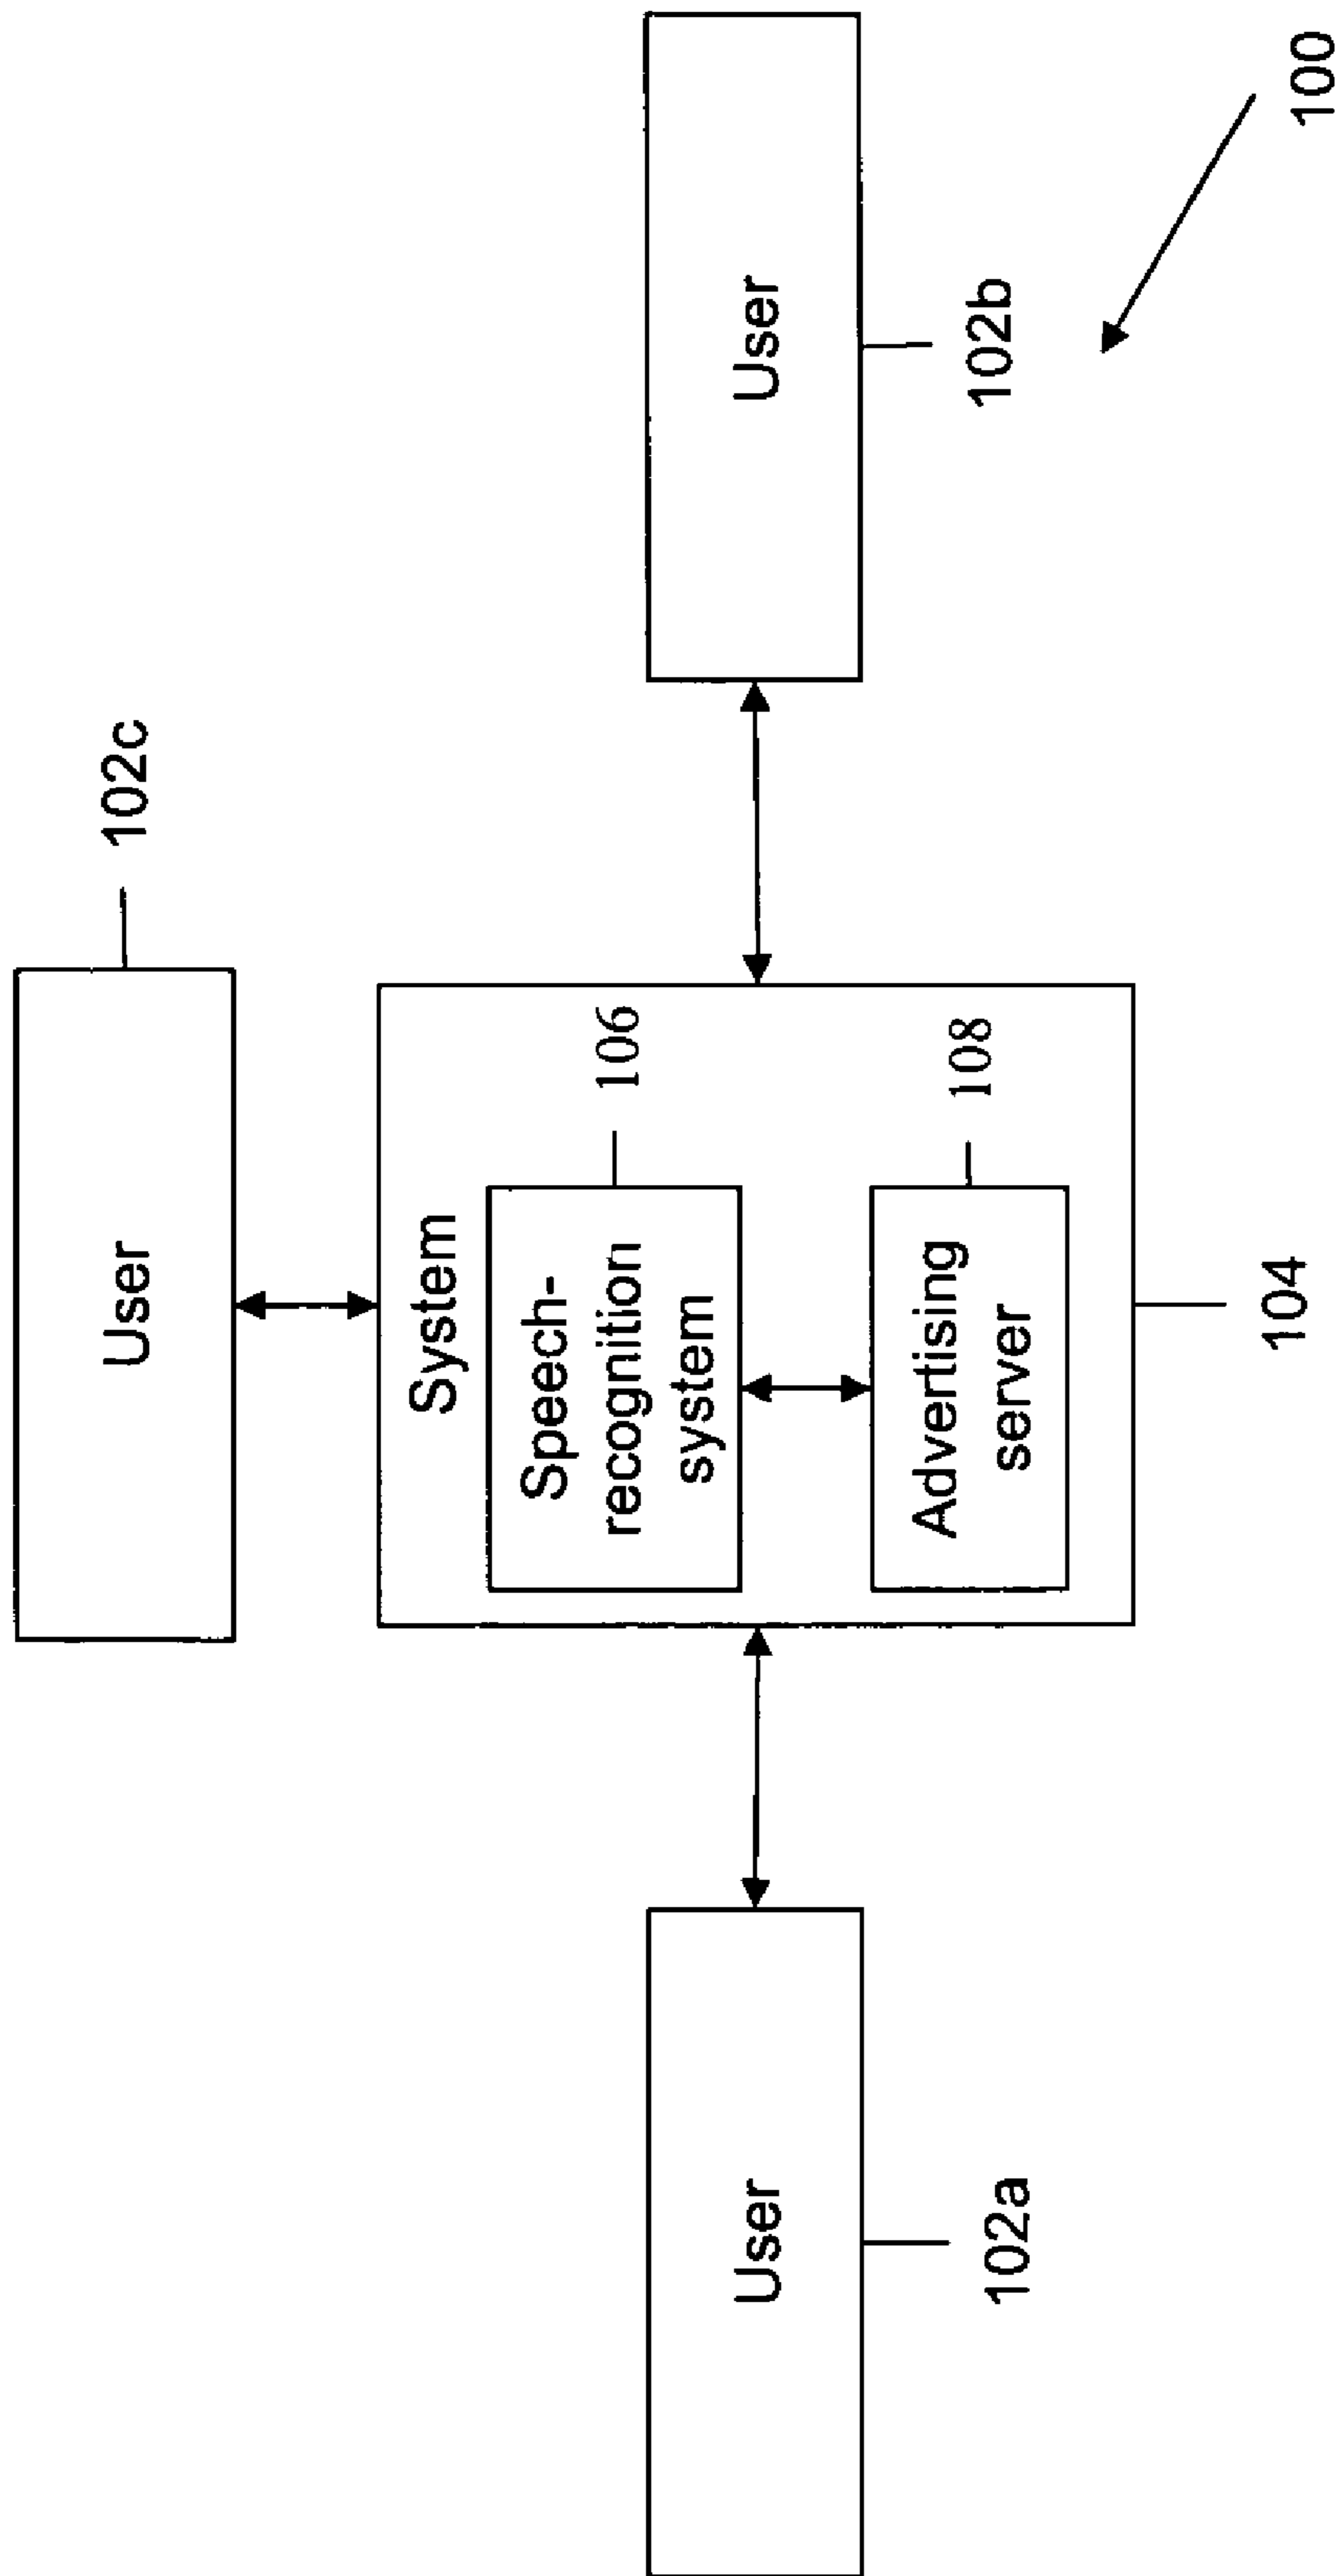 User
102c
System
Speech-
recognition
system
106
Advertising
server
108
104
User
102a
User
102b
100